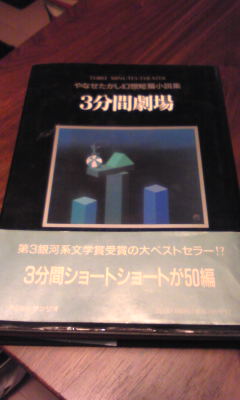 THREE MINUTES THEATER
やなせたかし幻想短篇小説集
3分間劇場
第3銀河系文学賞受賞の大ベストセラー!?
3分間ショートショートが50編